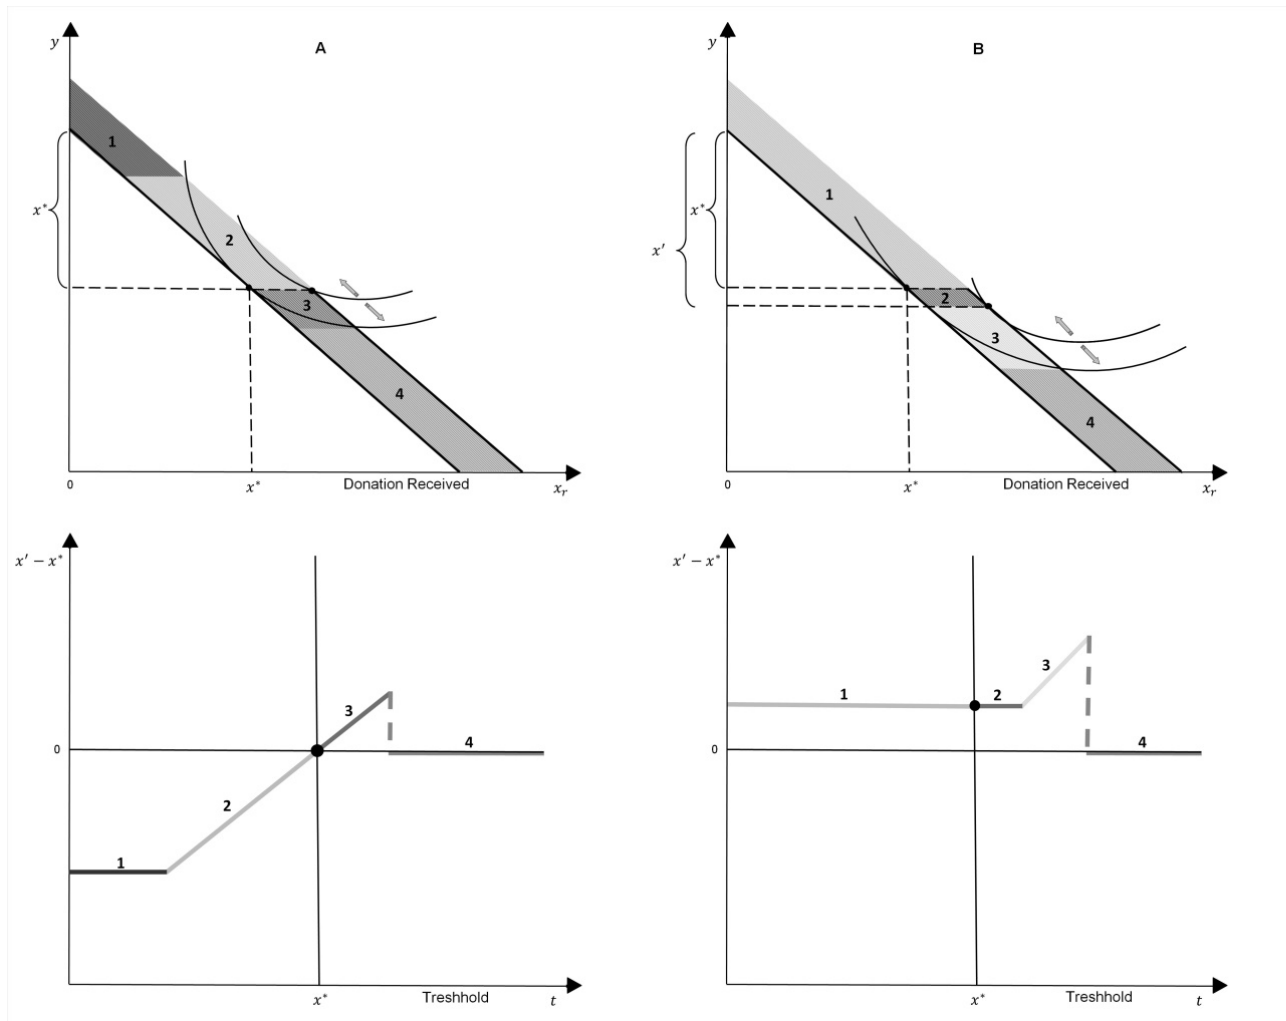 A
y
1
x*
2
3
4
0
x*
Donation Received
x_r
B
y
1
x*
x′
2
3
4
0
x*
Donation Received
x_r
x′ − x*
3
0
4
2
1
x*
Treshhold
t
x′ − x*
3
1
2
0
4
x*
Treshhold
t